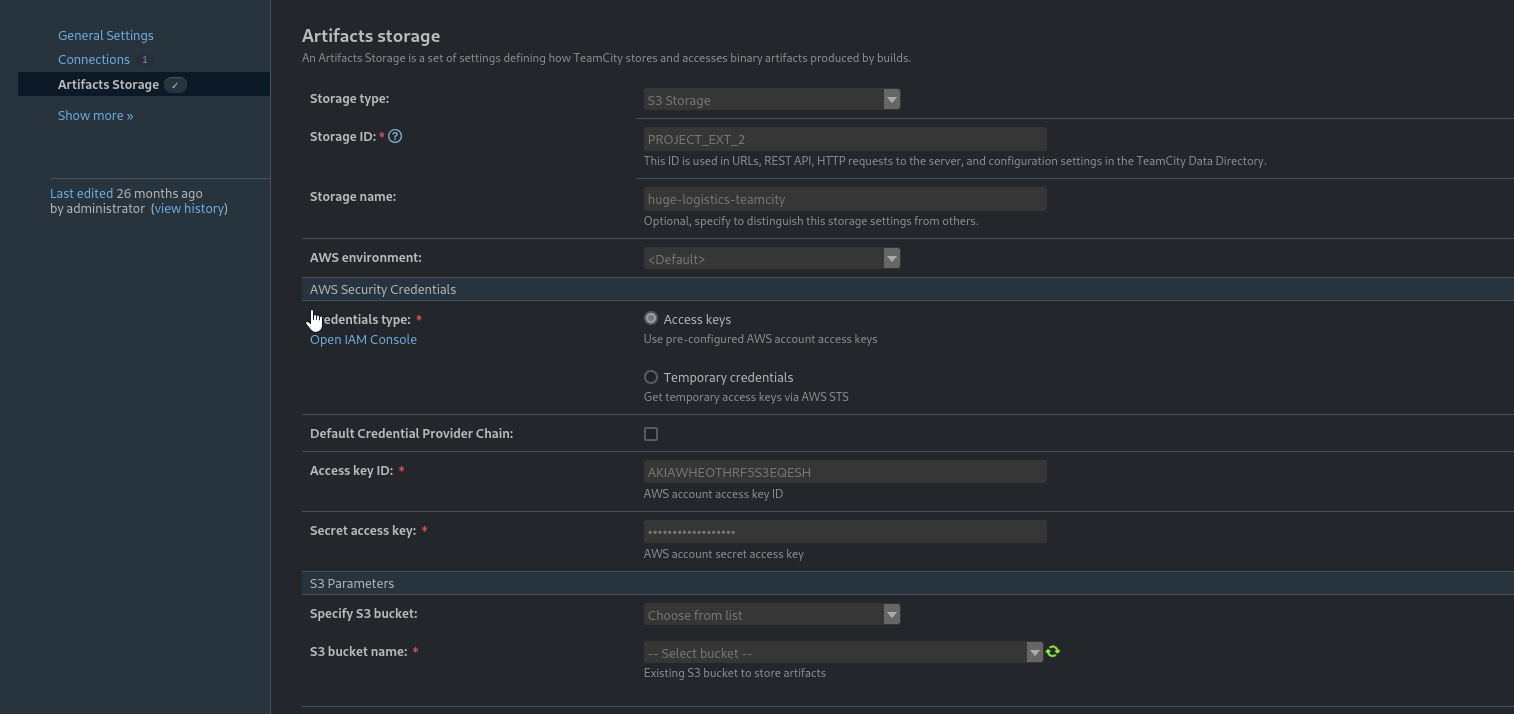 General Settings
Connections 1
Artifacts Storage ✓
Show more »
Last edited 26 months ago
by administrator (view history)
Artifacts storage
An Artifacts Storage is a set of settings defining how TeamCity stores and accesses binary artifacts produced by builds.
Storage type:
S3 Storage
Storage ID: * ?
PROJECT_EXT_2
This ID is used in URLs, REST API, HTTP requests to the server, and configuration settings in the TeamCity Data Directory.
Storage name:
huge-logistics-teamcity
Optional, specify to distinguish this storage settings from others.
AWS environment:
<Default>
AWS Security Credentials
edentials type: *
Open IAM Console
Access keys
Use pre-configured AWS account access keys
Temporary credentials
Get temporary access keys via AWS STS
Default Credential Provider Chain:
Access key ID: *
AKIAWHEOTHRF5S3EQESH
AWS account access key ID
Secret access key: *
••••••••••••••••••
AWS account secret access key
S3 Parameters
Specify S3 bucket:
Choose from list
S3 bucket name: *
-- Select bucket --
Existing S3 bucket to store artifacts